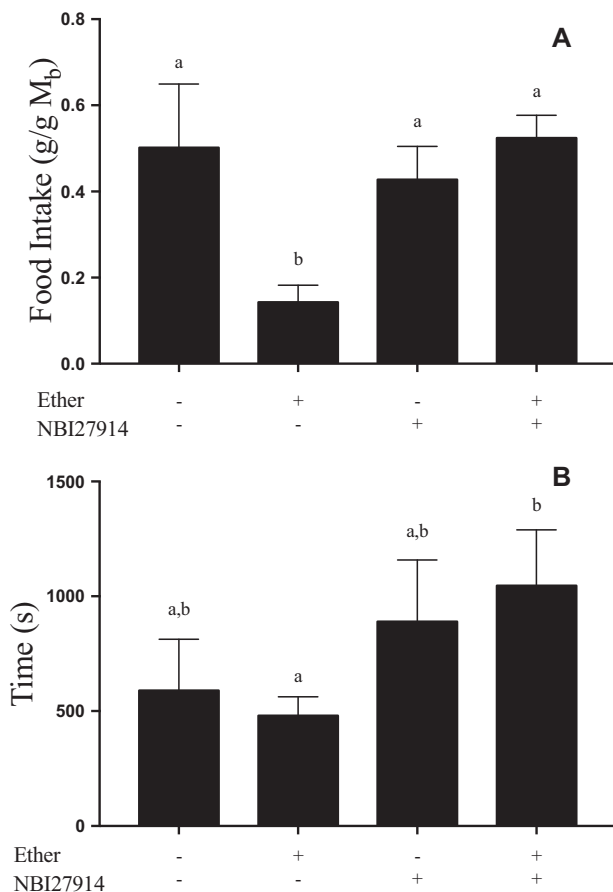 A
Food Intake (g/g Mb)
0.8
0.6
0.4
0.2
0.0
a
b
a
a
Ether - + - +
NBI27914 - - + +
B
Time (s)
1500
1000
500
0
a,b
a
a,b
b
Ether - + - +
NBI27914 - - + +